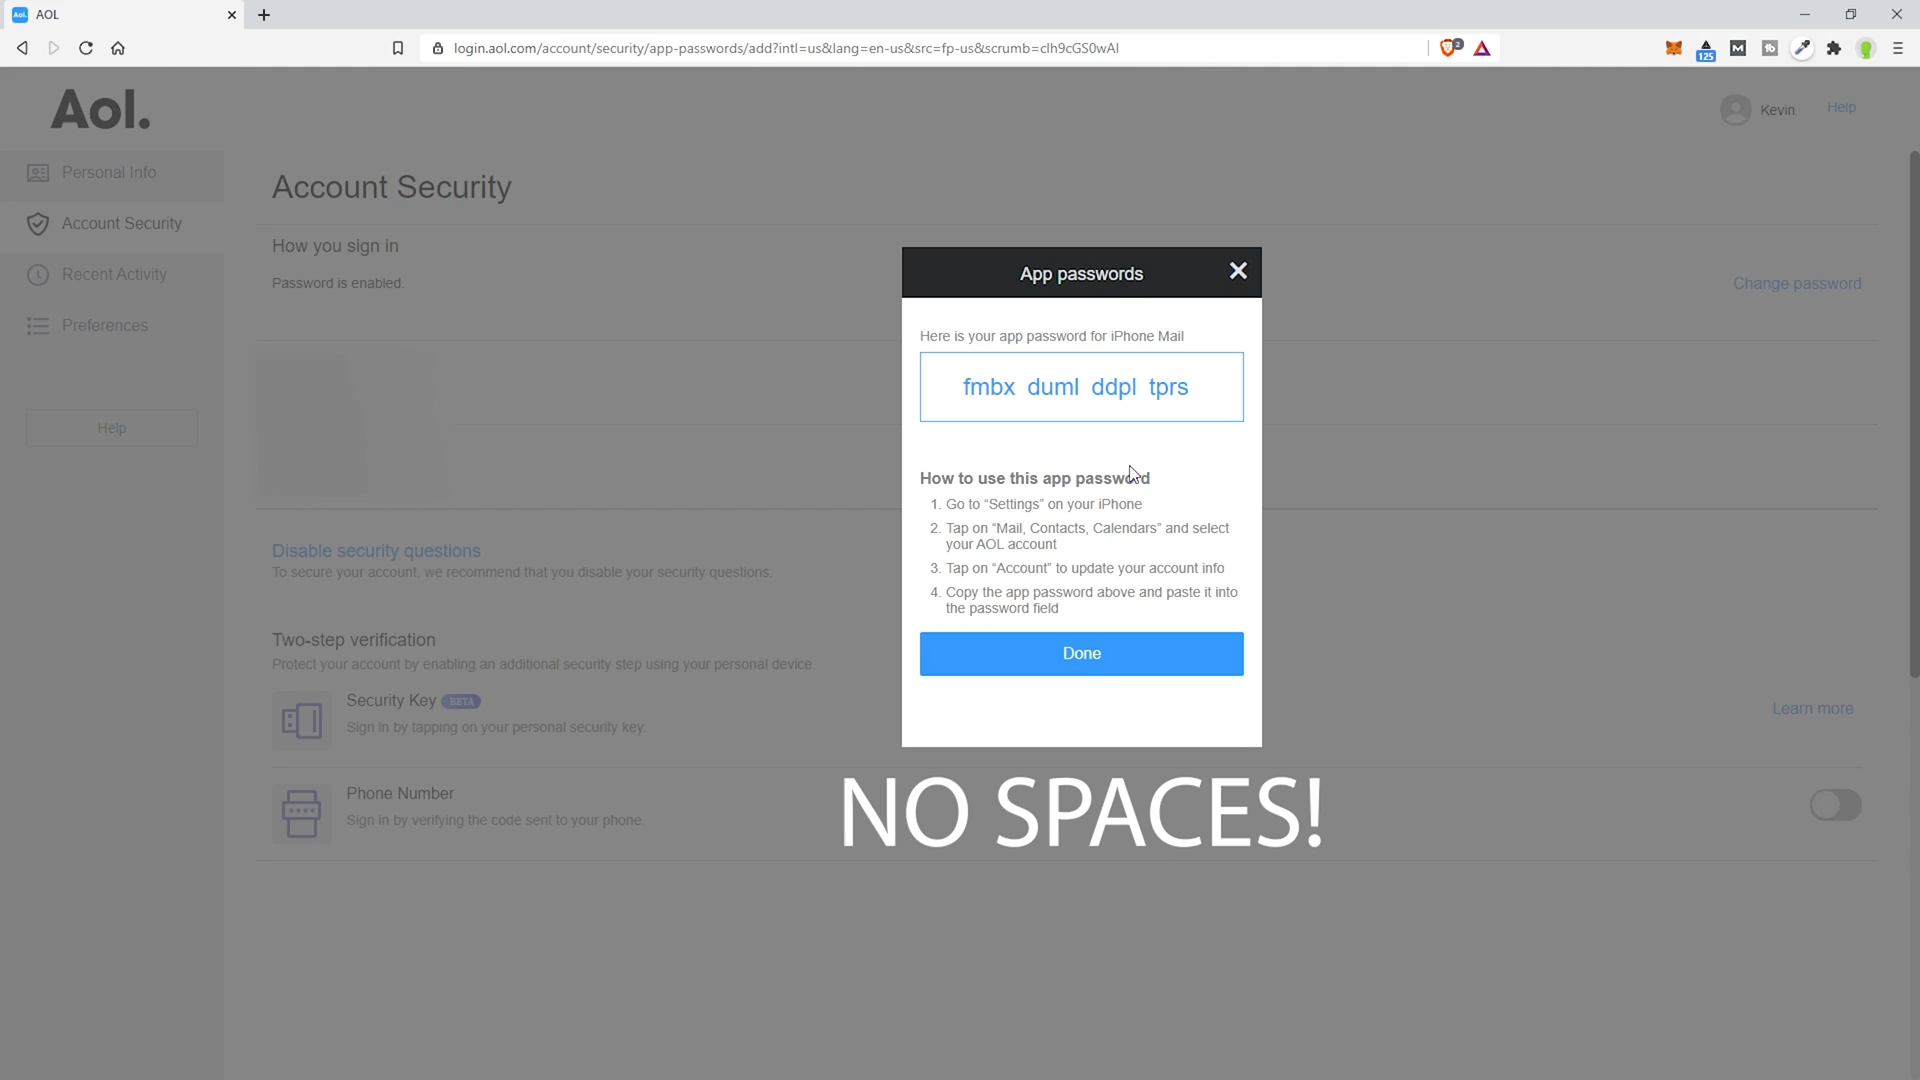 AOL
login.aol.com/account/security/app-passwords/add?intl=us&lang=en-us&src=fp-us&scrumb=clh9cGS0wAl
2
125
Aol.
Kevin
Help
Personal Info
Account Security
Recent Activity
Preferences
Help
Account Security
How you sign in
Password is enabled.
Change password
Disable security questions
To secure your account, we recommend that you disable your security questions.
Two-step verification
Protect your account by enabling an additional security step using your personal device
Security Key BETA
Sign in by tapping on your personal security key.
Learn more
Phone Number
Sign in by verifying the code sent to your phone.
App passwords
Here is your app password for iPhone Mail
fmbx duml ddpl tprs
How to use this app password
1. Go to “Settings” on your iPhone
2. Tap on “Mail, Contacts, Calendars” and select
your AOL account
3. Tap on “Account” to update your account info
4. Copy the app password above and paste it into
the password field
Done
NO SPACES!